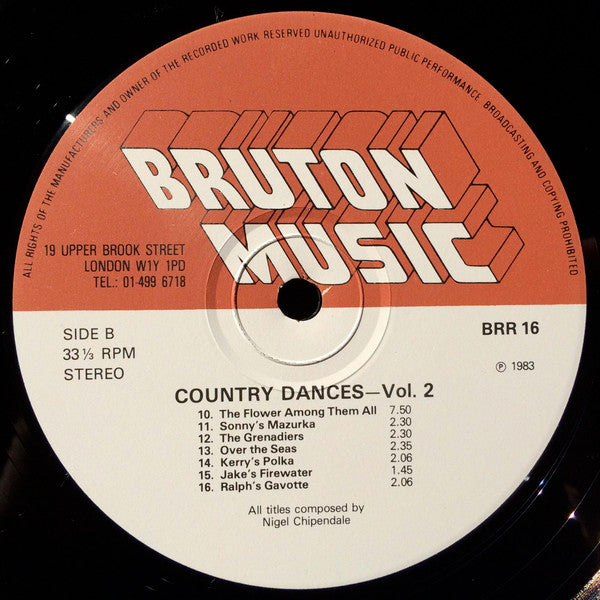 ALL RIGHTS OF THE MANUFACTURERS AND OWNER OF THE RECORDED WORK RESERVED UNAUTHORIZED PUBLIC PERFORMANCE, BROADCASTING AND COPYING PROHIBITED
BRUTON
MUSIC
19 UPPER BROOK STREET
LONDON W1Y 1PD
TEL.: 01-499 6718
SIDE B
33⅓ RPM
STEREO
BRR 16
℗ 1983
COUNTRY DANCES—Vol. 2
10. The Flower Among Them All 7.50
11. Sonny's Mazurka 2.30
12. The Grenadiers 2.30
13. Over the Seas 2.35
14. Kerry's Polka 2.06
15. Jake's Firewater 1.45
16. Ralph's Gavotte 2.06
All titles composed by
Nigel Chipendale